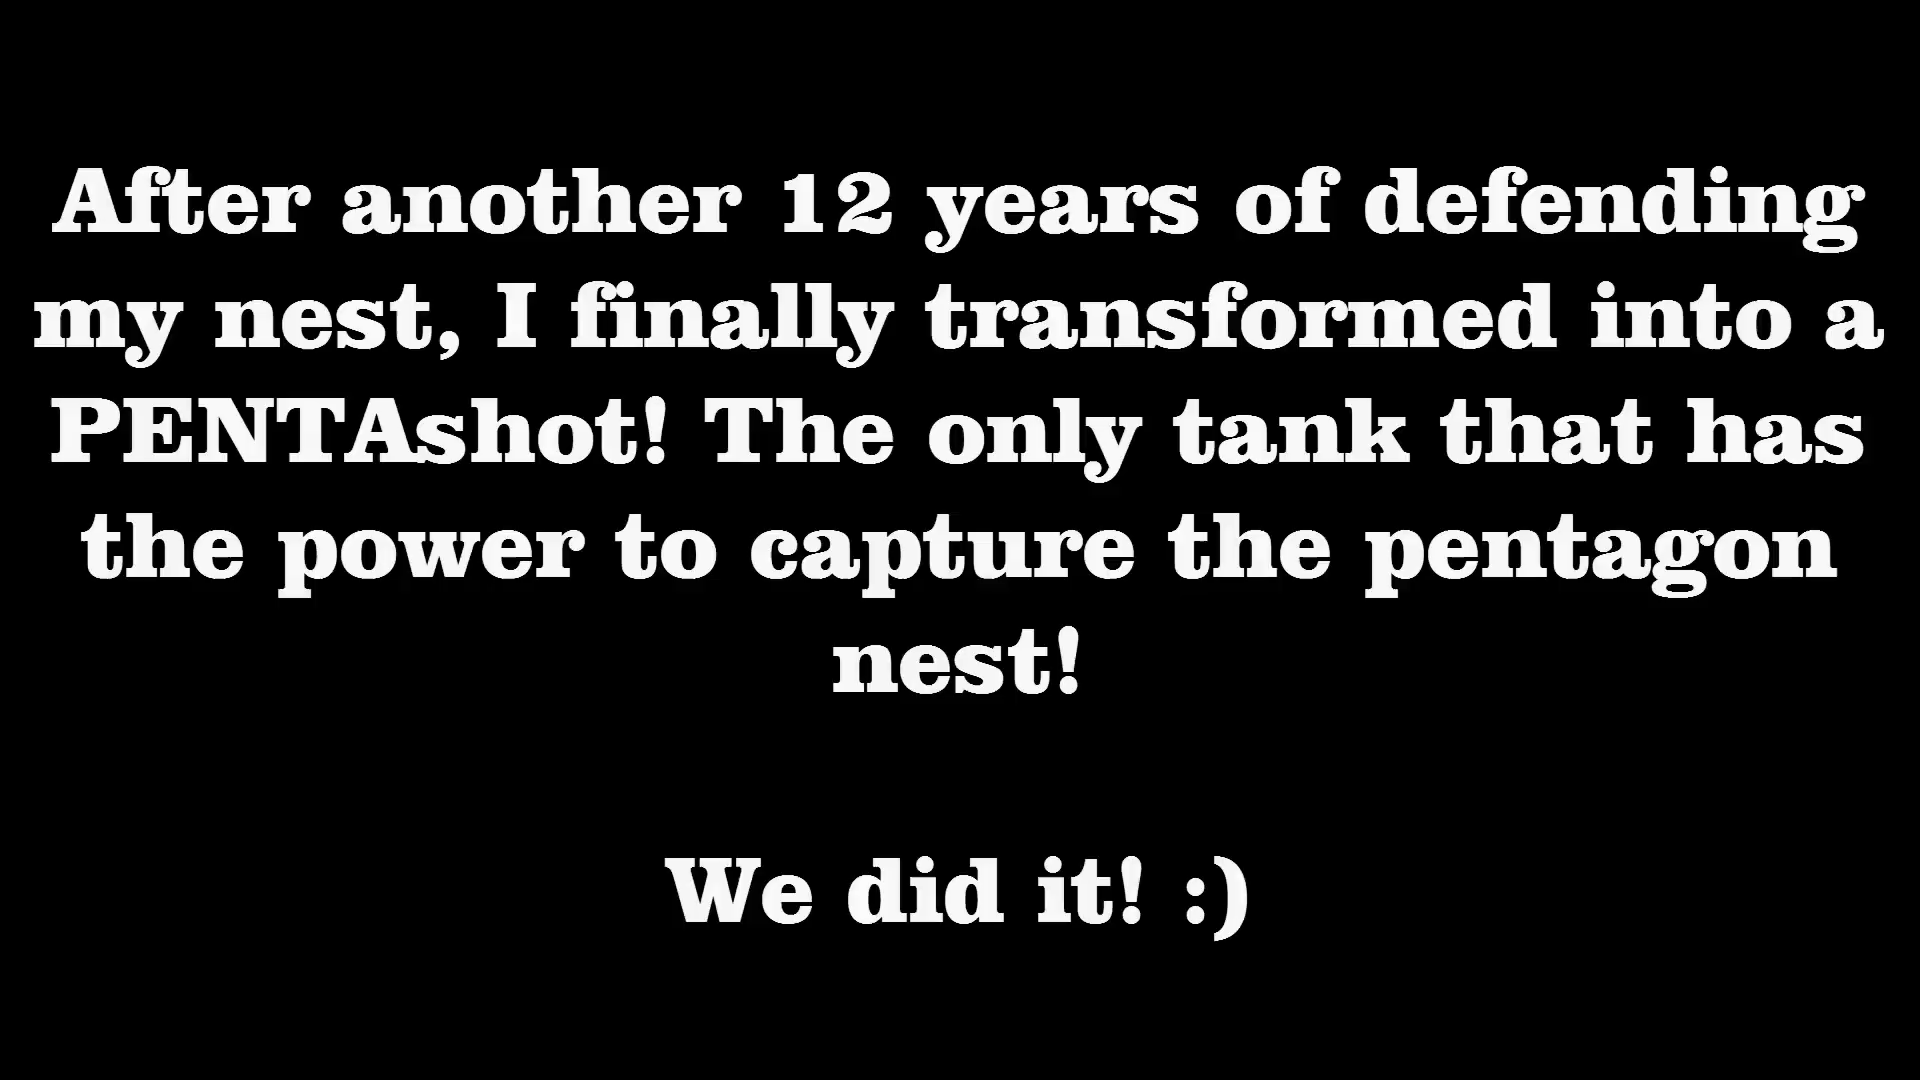 After another 12 years of defending
my nest, I finally transformed into a
PENTAshot! The only tank that has
the power to capture the pentagon
nest!
We did it! :)